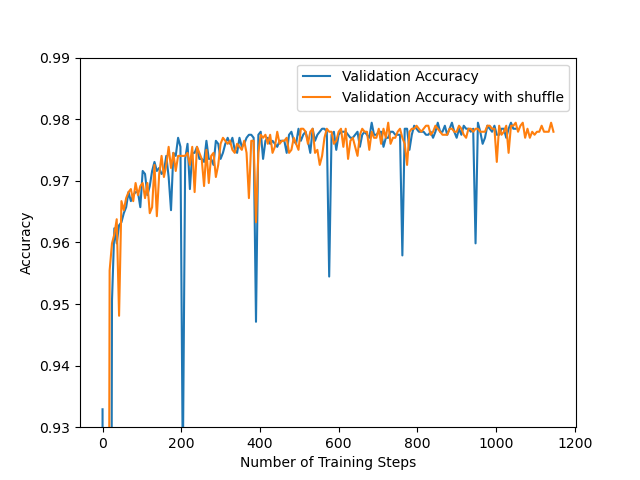 0.99
0.98
0.97
0.96
0.95
0.94
0.93
Accuracy
Validation Accuracy
Validation Accuracy with shuffle
0 200 400 600 800 1000 1200
Number of Training Steps